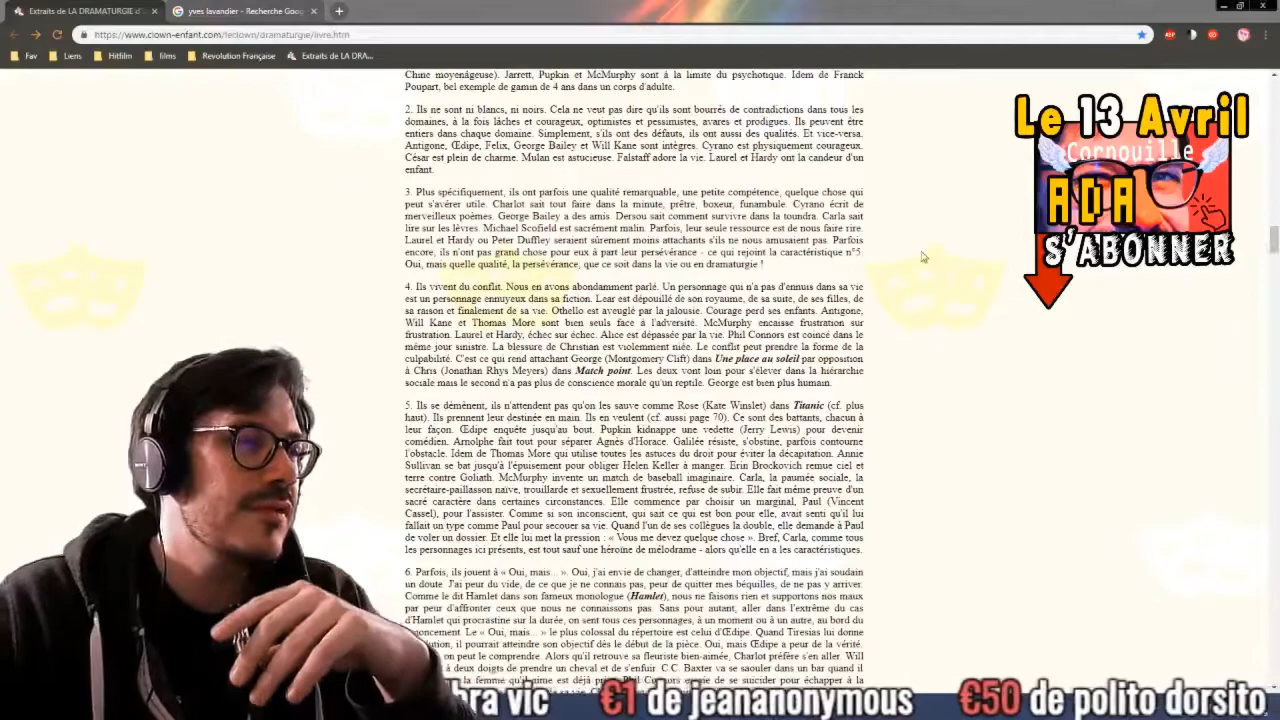 Extraits de LA DRAMATURGIE d
yves lavandier - Recherche Goog
https://www.clown-enfant.com/leclown/dramaturgie/livre.htm
Fav
Liens
Hitfilm
films
Revolution Française
Extraits de LA DRA...
Chine moyenâgeuse). Jarrett, Pupkin et McMurphy sont à la limite du psychotique. Idem de Franck
Poupart, bel exemple de gamin de 4 ans dans un corps d'adulte.
2. Ils ne sont ni blancs, ni noirs. Cela ne veut pas dire qu'ils sont bourrés de contradictions dans tous les
domaines, à la fois lâches et courageux, optimistes et pessimistes, avares et prodigues. Ils peuvent être
entiers dans chaque domaine. Simplement, s'ils ont des défauts, ils ont aussi des qualités. Et vice-versa.
Antigone, Œdipe, Felix, George Bailey et Will Kane sont intègres. Cyrano est physiquement courageux.
César est plein de charme. Mulan est astucieuse. Falstaff adore la vie. Laurel et Hardy ont la candeur d'un
enfant.
3. Plus spécifiquement, ils ont parfois une qualité remarquable, une petite compétence, quelque chose qui
peut s'avérer utile. Charlot sait tout faire dans la minute, prêtre, boxeur, funambule. Cyrano écrit de
merveilleux poèmes. George Bailey a des amis. Dersou sait comment survivre dans la toundra. Carla sait
lire sur les lèvres. Michael Scofield est sacrément malin. Parfois, leur seule ressource est de nous faire rire.
Laurel et Hardy ou Peter Duffley seraient sûrement moins attachants s'ils ne nous amusaient pas. Parfois
encore, ils n'ont pas grand chose pour eux à part leur persévérance - ce qui rejoint la caractéristique n°5.
Oui, mais quelle qualité, la persévérance, que ce soit dans la vie ou en dramaturgie !
4. Ils vivent du conflit. Nous en avons abondamment parlé. Un personnage qui n'a pas d'ennuis dans sa vie
est un personnage ennuyeux dans sa fiction. Lear est dépouillé de son royaume, de sa suite, de ses filles, de
sa raison et finalement de sa vie. Othello est aveuglé par la jalousie. Courage perd ses enfants. Antigone,
Will Kane et Thomas More sont bien seuls face à l'adversité. McMurphy encaisse frustration sur
frustration. Laurel et Hardy, échec sur échec. Alice est dépassée par la vie. Phil Connors est coincé dans le
même jour sinistre. La blessure de Christian est violemment niée. Le conflit peut prendre la forme de la
culpabilité. C'est ce qui rend attachant George (Montgomery Clift) dans Une place au soleil par opposition
à Chris (Jonathan Rhys Meyers) dans Match point. Les deux vont loin pour s'élever dans la hiérarchie
sociale mais le second n'a pas plus de conscience morale qu'un reptile. George est bien plus humain.
5. Ils se démènent, ils n'attendent pas qu'on les sauve comme Rose (Kate Winslet) dans Titanic (cf. plus
haut). Ils prennent leur destinée en main. Ils en veulent (cf. aussi page 70). Ce sont des battants, chacun à
leur façon. Œdipe enquête jusqu'au bout. Pupkin kidnappe une vedette (Jerry Lewis) pour devenir
comédien. Arnolphe fait tout pour séparer Agnès d'Horace. Galilée résiste, s'obstine, parfois contourne
l'obstacle. Idem de Thomas More qui utilise toutes les astuces du droit pour éviter la décapitation. Annie
Sullivan se bat jusqu'à l'épuisement pour obliger Helen Keller à manger. Erin Brockovich remue ciel et
terre contre Goliath. McMurphy invente un match de baseball imaginaire. Carla, la paumée sociale, la
secrétaire-paillasson naïve, trouillarde et sexuellement frustrée, refuse de subir. Elle fait même preuve d'un
sacré caractère dans certaines circonstances. Elle commence par choisir un marginal, Paul (Vincent
Cassel), pour l'assister. Comme si son inconscient, qui sait ce qui est bon pour elle, avait senti qu'il lui
fallait un type comme Paul pour secouer sa vie. Quand l'un de ses collègues la double, elle demande à Paul
de voler un dossier. Et elle lui met la pression : « Vous me devez quelque chose ». Bref, Carla, comme tous
les personnages ici présents, est tout sauf une héroïne de mélodrame - alors qu'elle en a les caractéristiques.
6. Parfois, ils jouent à « Oui, mais... ». Oui, j'ai envie de changer, d'atteindre mon objectif, mais j'ai soudain
un doute. J'ai peur du vide, de ce que je ne connais pas, peur de quitter mes béquilles, de ne pas y arriver.
Comme le dit Hamlet dans son fameux monologue (Hamlet), nous ne faisons rien et supportons nos maux
par peur d'affronter ceux que nous ne connaissons pas. Sans pour autant, aller dans l'extrême du cas
d'Hamlet qui procrastine sur la durée, on sent tous ces personnages, à un moment ou à un autre, au bord du
noncement. Le « Oui, mais... » le plus colossal du répertoire est celui d'Œdipe. Quand Tiresias lui donne
ution, il pourrait atteindre son objectif dès le début de la pièce. Oui, mais Œdipe a peur de la vérité.
on peut le comprendre. Alors qu'il retrouve sa fleuriste bien-aimée, Charlot préfère s'en aller. Will
à deux doigts de prendre un cheval et de s'enfuir. C.C. Baxter va se saouler dans un bar quand il
la femme qu'il aime est déjà Phil Connors de se suicider pour échapper à la
Le 13 Avril
Cornouille
ADA
S'ABONNER
bra vic €1 de jeananonymous €50 de polito dorsito